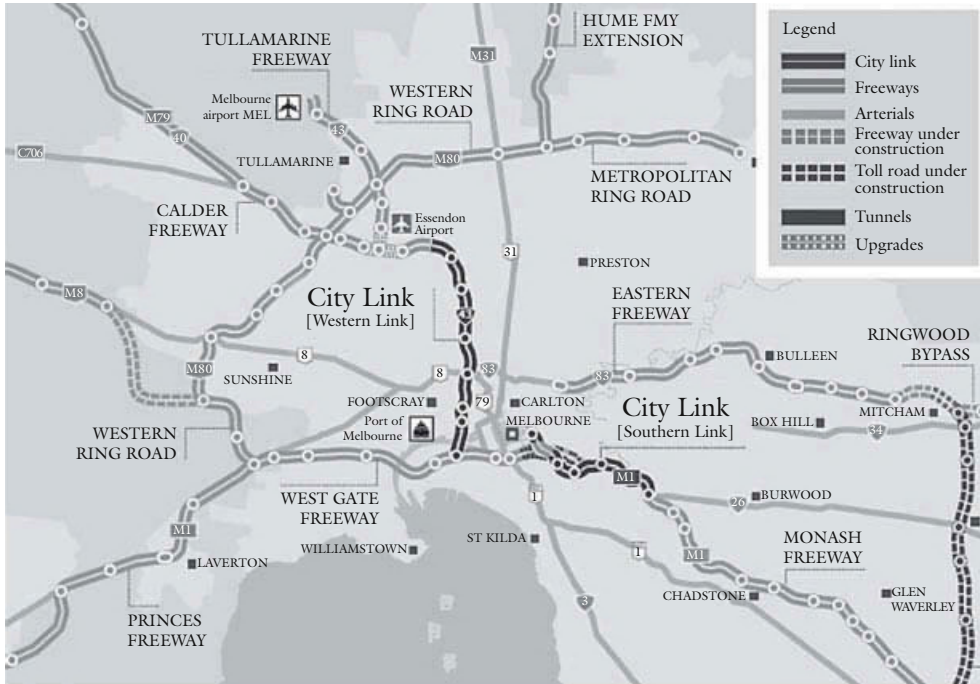 HUME FMY
EXTENSION
TULLAMARINE
FREEWAY
M31
Melbourne
airport MEL
WESTERN
RING ROAD
M79
40
43
C706
TULLAMARINE
M80
METROPOLITAN
RING ROAD
CALDER
FREEWAY
Essendon
Airport
31
PRESTON
Legend
City link
Freeways
Arterials
Freeway under
construction
Toll road under
construction
Tunnels
Upgrades
M8
City Link
[Western Link]
EASTERN
FREEWAY
RINGWOOD
BYPASS
8
M80
SUNSHINE
8
83
83
BULLEEN
FOOTSCRAY
79
CARLTON
City Link
[Southern Link]
MITCHAM
BOX HILL
34
Port of
Melbourne
MELBOURNE
WESTERN
RING ROAD
WEST GATE
FREEWAY
M1
1
26
BURWOOD
M1
WILLIAMSTOWN
ST KILDA
1
M1
MONASH
FREEWAY
LAVERTON
CHADSTONE
GLEN
WAVERLEY
3
PRINCES
FREEWAY